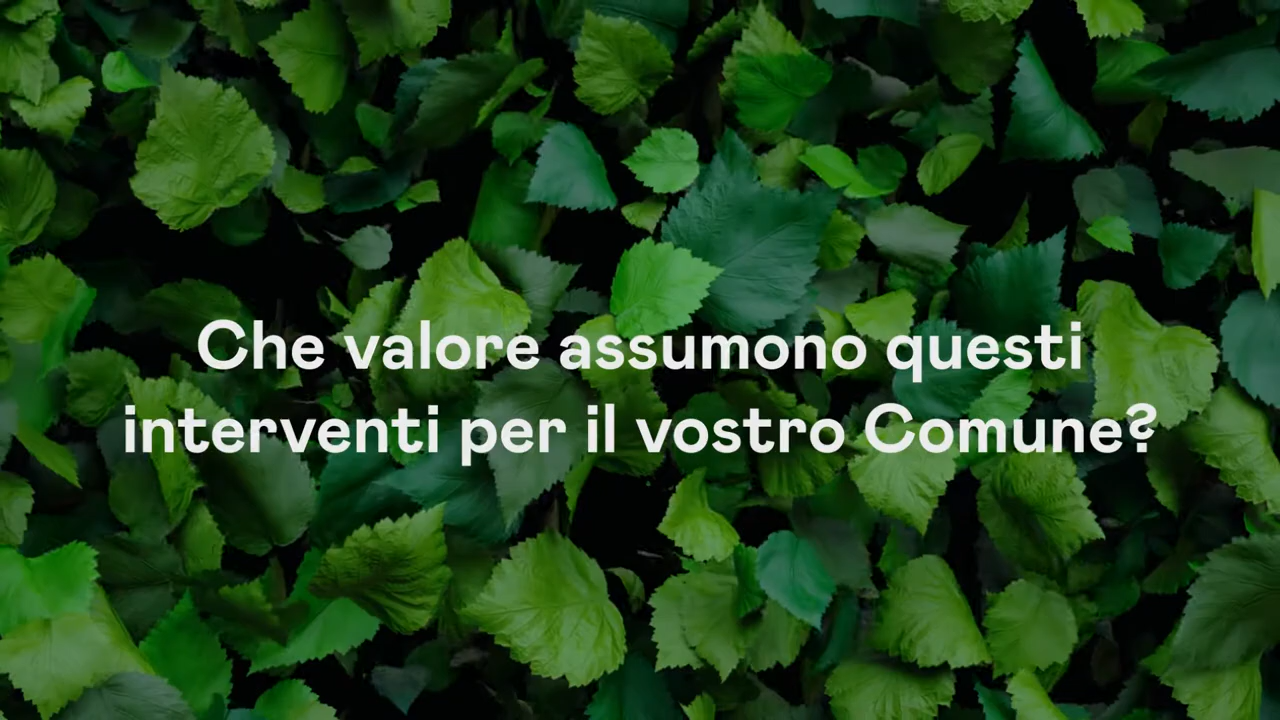 Che valore assumono questi
interventi per il vostro Comune?